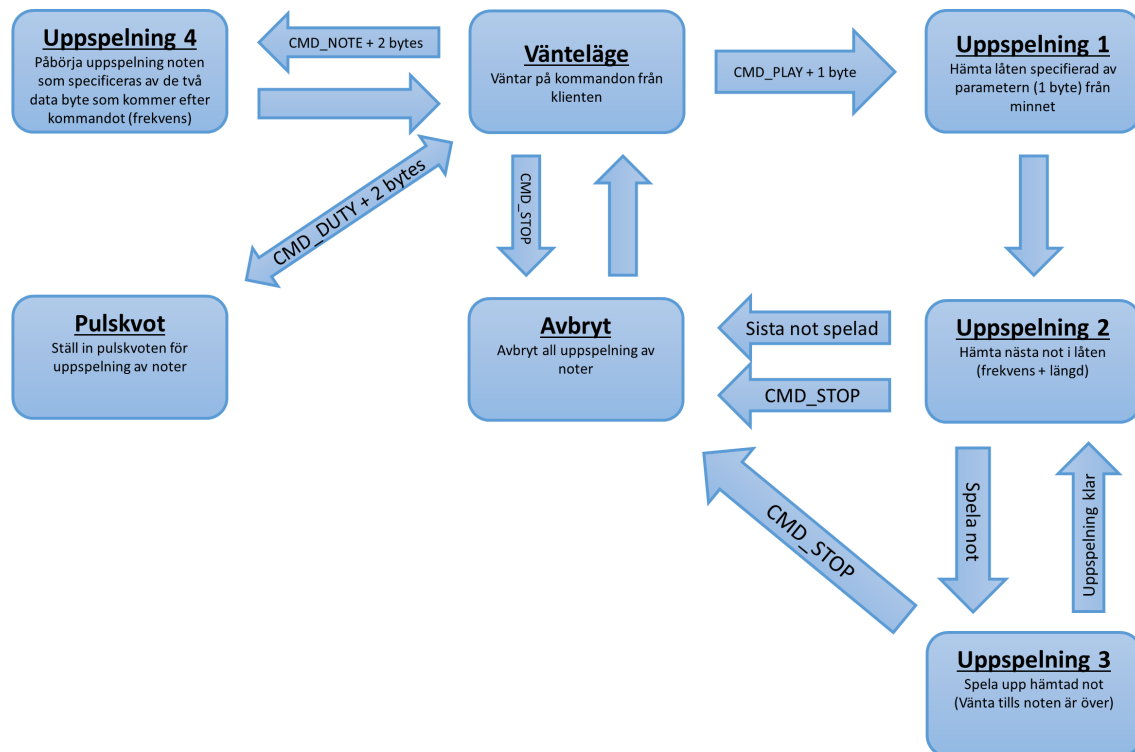 Uppspelning 4
Påbörja uppspelning noten
som specificeras av de två
data byte som kommer efter
kommandot (frekvens)
CMD_NOTE + 2 bytes
Vänteläge
Väntar på kommandon från
klienten
CMD_PLAY + 1 byte
Uppspelning 1
Hämta låten specifierad av
parametern (1 byte) från
minnet
CMD_DUTY + 2 bytes
CMD_STOP
Pulskvot
Ställ in pulskvoten för
uppspelning av noter
Avbryt
Avbryt all uppspelning av
noter
Sista not spelad
CMD_STOP
Uppspelning 2
Hämta nästa not i låten
(frekvens + längd)
CMD_STOP
Spela not
Uppspelning klar
Uppspelning 3
Spela upp hämtad not
(Vänta tills noten är över)